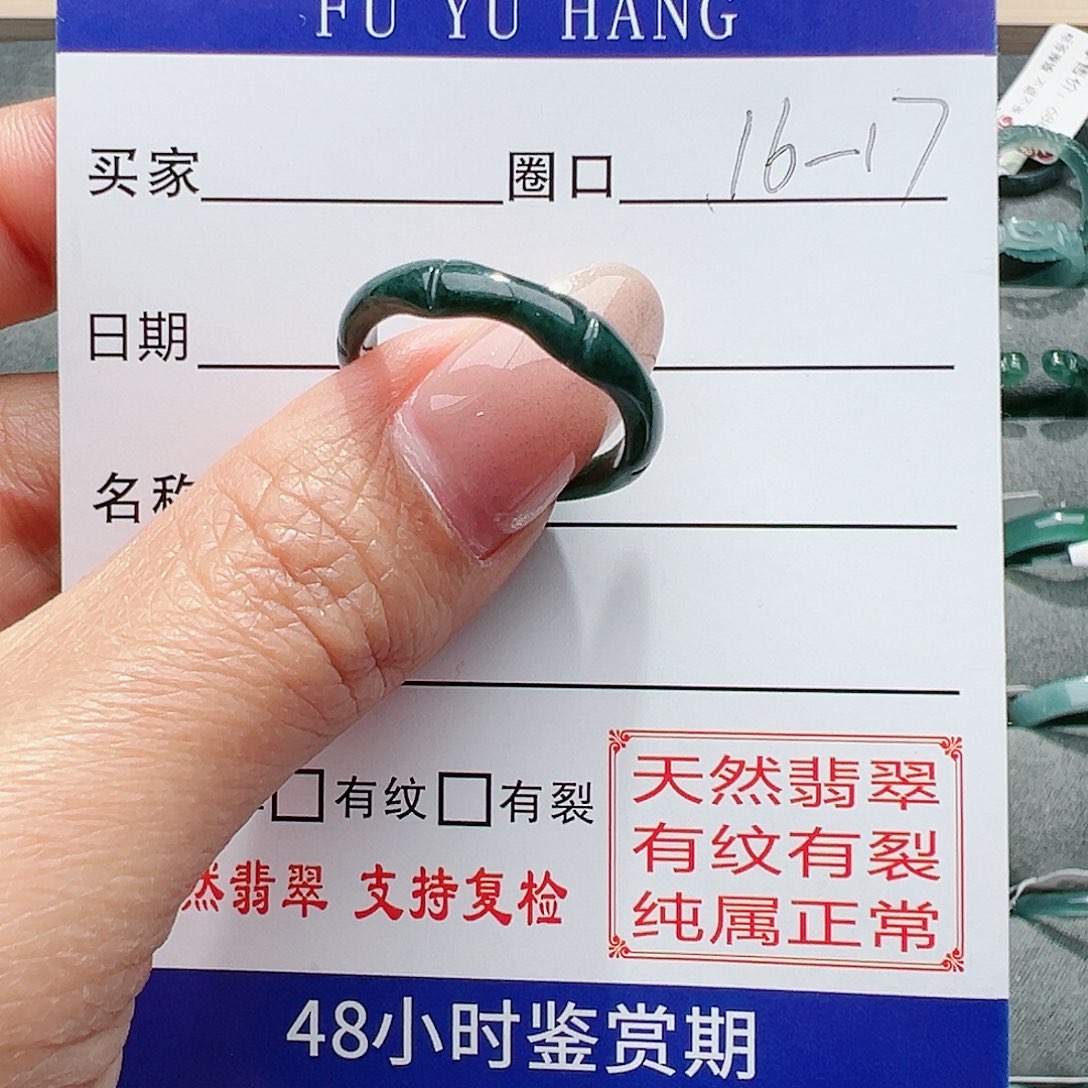 FU YU HANG
买家 圈口 16-17
日期
名称
有纹 有裂
然翡翠 支持复检
天然翡翠
有纹有裂
纯属正常
48小时鉴赏期